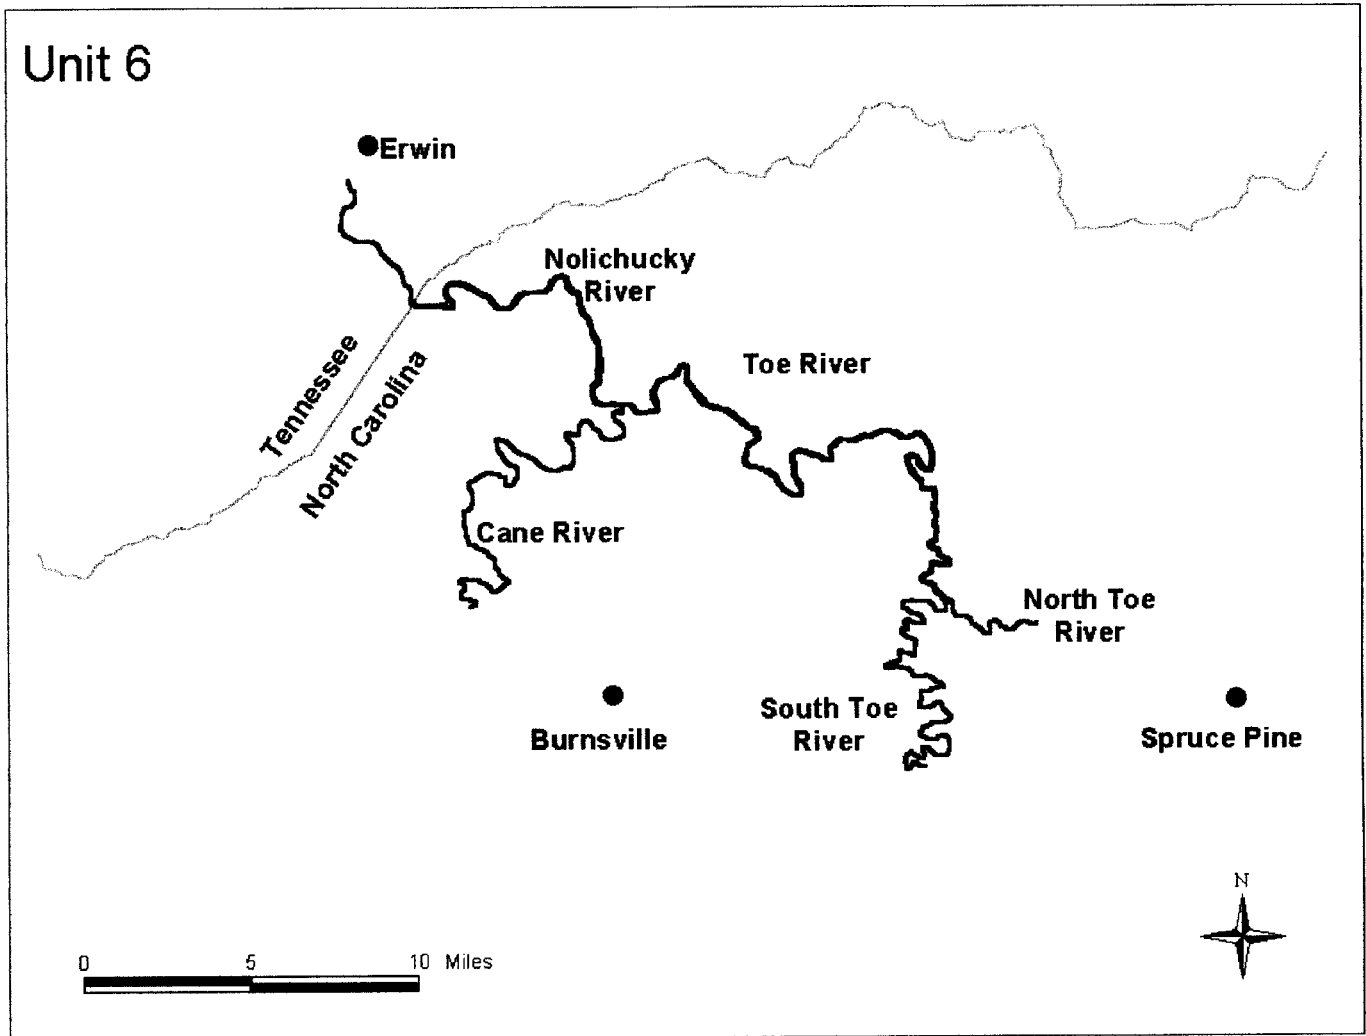 Unit 6
Erwin
Nolichucky
River
Tennessee
North Carolina
Toe River
Cane River
North Toe
River
South Toe
River
Burnsville
Spruce Pine
N
0 5 10 Miles